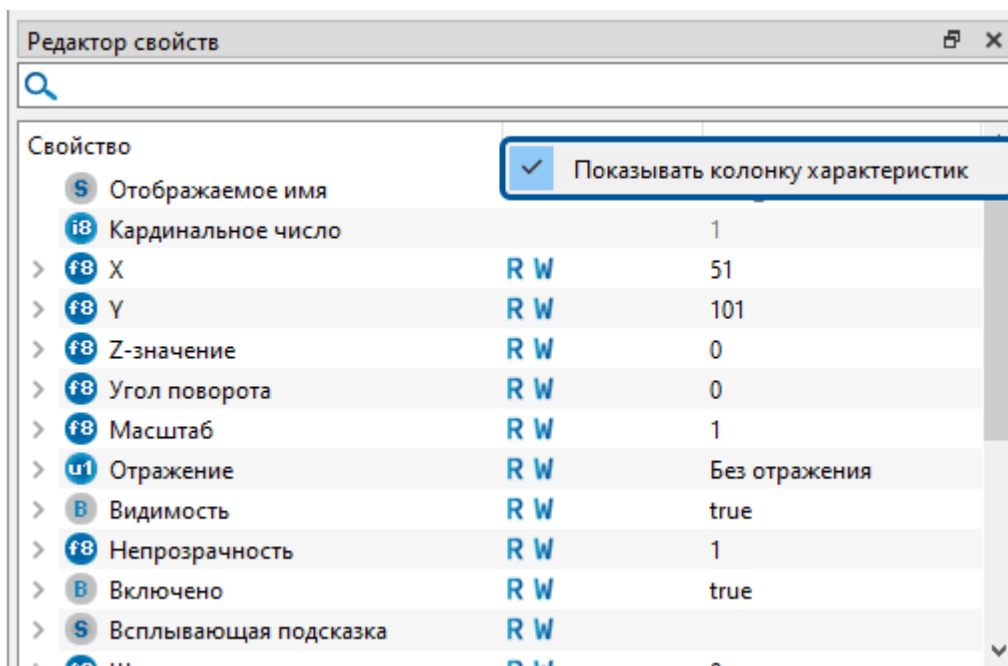 Редактор свойств
Свойство
Показывать колонку характеристик
S Отображаемое имя
i8 Кардинальное число 1
f8 X R W 51
f8 Y R W 101
f8 Z-значение R W 0
f8 Угол поворота R W 0
f8 Масштаб R W 1
u1 Отражение R W Без отражения
B Видимость R W true
f8 Непрозрачность R W 1
B Включено R W true
S Всплывающая подсказка R W